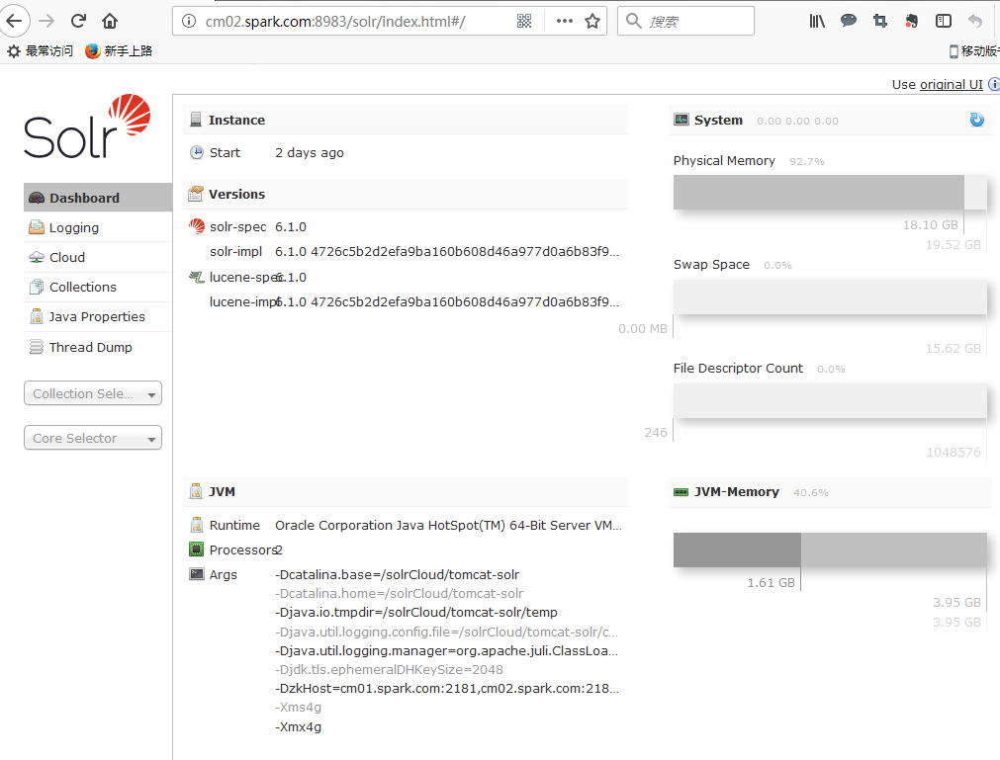 cm02.spark.com:8983/solr/index.html#/
搜索
最常访问
新手上路
移动版
Use original UI
Solr
Dashboard
Logging
Cloud
Collections
Java Properties
Thread Dump
Collection Sele...
Core Selector
Instance
Start 2 days ago
Versions
solr-spec 6.1.0
solr-impl 6.1.0 4726c5b2d2efa9ba160b608d46a977d0a6b83f9...
lucene-spec 6.1.0
lucene-impl 6.1.0 4726c5b2d2efa9ba160b608d46a977d0a6b83f9...
JVM
Runtime Oracle Corporation Java HotSpot(TM) 64-Bit Server VM...
Processors 2
Args -Dcatalina.base=/solrCloud/tomcat-solr
-Dcatalina.home=/solrCloud/tomcat-solr
-Djava.io.tmpdir=/solrCloud/tomcat-solr/temp
-Djava.util.logging.config.file=/solrCloud/tomcat-solr/c...
-Djava.util.logging.manager=org.apache.juli.ClassLoa...
-Djdk.tls.ephemeralDHKeySize=2048
-DzkHost=cm01.spark.com:2181,cm02.spark.com:218...
-Xms4g
-Xmx4g
System 0.00 0.00 0.00
Physical Memory 92.7%
18.10 GB
19.52 GB
Swap Space 0.0%
0.00 MB
15.62 GB
File Descriptor Count 0.0%
246
1048576
JVM-Memory 40.6%
1.61 GB
3.95 GB
3.95 GB